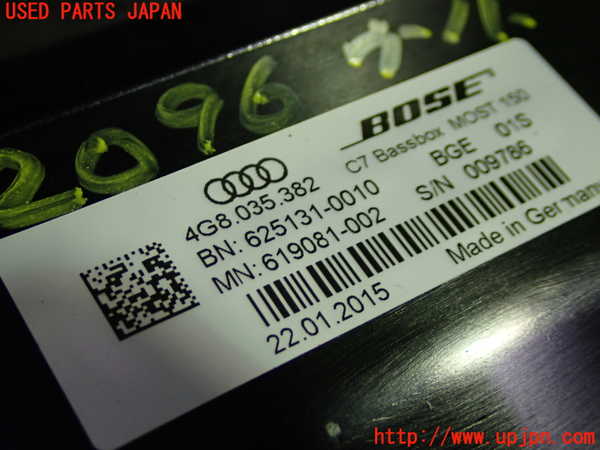 USED PARTS JAPAN
2096
BOSE
C7 Bassbox MOST 150
4G8.035.382
BGE 01S
BN: 625131-0010
S/N 009786
MN: 619081-002
Made in Germany
22.01.2015
http://www.upjpn.com